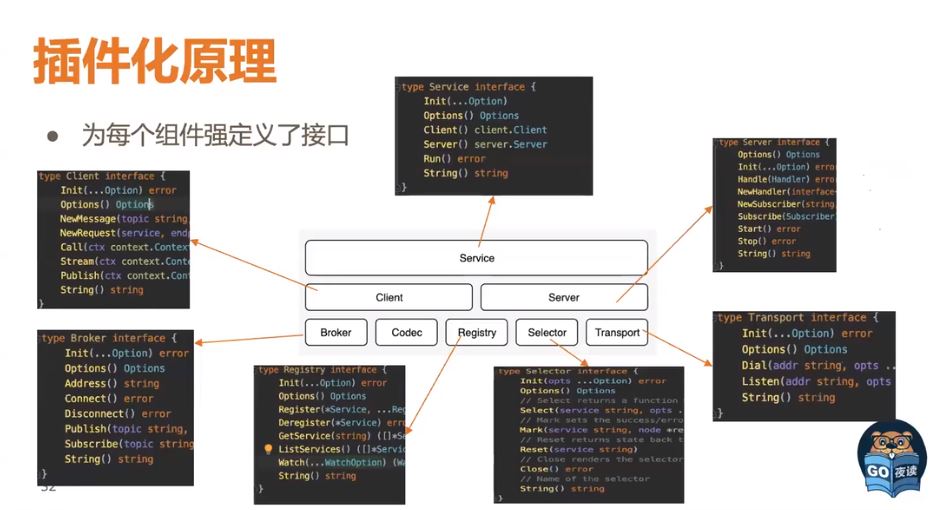 插件化原理
● 为每个组件强定义了接口
type Service interface {
Init(...Option)
Options() Options
Client() client.Client
Server() server.Server
Run() error
String() string
}
type Client interface {
Init(...Option) error
Options() Options
NewMessage(topic string,
NewRequest(service, endp
Call(ctx context.Context
Stream(ctx context.Conte
Publish(ctx context.Cont
String() string
}
type Server interface {
Options() Options
Init(...Option) error
Handle(Handler) error
NewHandler(interface
NewSubscriber(string,
Subscribe(Subscriber
Start() error
Stop() error
String() string
}
Service
Client
Server
Broker
Codec
Registry
Selector
Transport
type Broker interface {
Init(...Option) error
Options() Options
Address() string
Connect() error
Disconnect() error
Publish(topic string,
Subscribe(topic string
String() string
}
type Registry interface {
Init(...Option) error
Options() Options
Register(*Service, ...Reg
Deregister(*Service) erro
GetService(string) ([]*Se
ListServices() ([]*Servic
Watch(...WatchOption) (Wa
String() string
}
type Selector interface {
Init(opts ...Option) error
Options() Options
// Select returns a function
Select(service string, opts .
// Mark sets the success/erro
Mark(service string, node *re
// Reset returns state back t
Reset(service string)
// Close renders the selector
Close() error
// Name of the selector
String() string
}
type Transport interface {
Init(...Option) error
Options() Options
Dial(addr string, opts ..
Listen(addr string, opts
String() string
}
GO 夜读